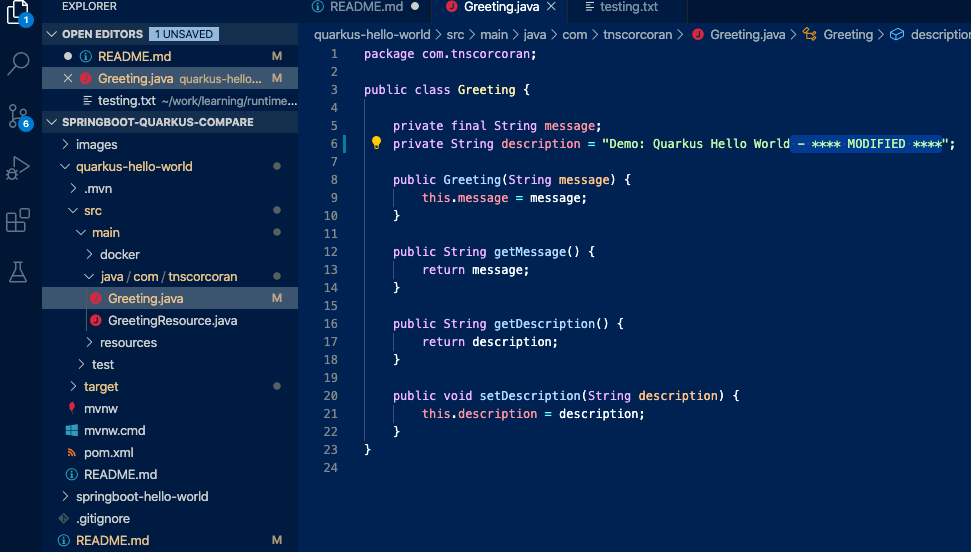 EXPLORER
README.md
Greeting.java
testing.txt
1
OPEN EDITORS 1 UNSAVED
README.md M
Greeting.java quarkus-hello... M
testing.txt ~/work/learning/runtime...
6
SPRINGBOOT-QUARKUS-COMPARE
images
quarkus-hello-world
.mvn
src
main
docker
java / com / tnscorcoran
Greeting.java M
GreetingResource.java
resources
test
target
mvnw
mvnw.cmd
pom.xml
README.md
springboot-hello-world
.gitignore
README.md M
quarkus-hello-world > src > main > java > com > tnscorcoran > Greeting.java > Greeting > description
1 package com.tnscorcoran;
2
3 public class Greeting {
4
5 private final String message;
6 private String description = "Demo: Quarkus Hello World - **** MODIFIED ****";
7
8 public Greeting(String message) {
9 this.message = message;
10 }
11
12 public String getMessage() {
13 return message;
14 }
15
16 public String getDescription() {
17 return description;
18 }
19
20 public void setDescription(String description) {
21 this.description = description;
22 }
23 }
24